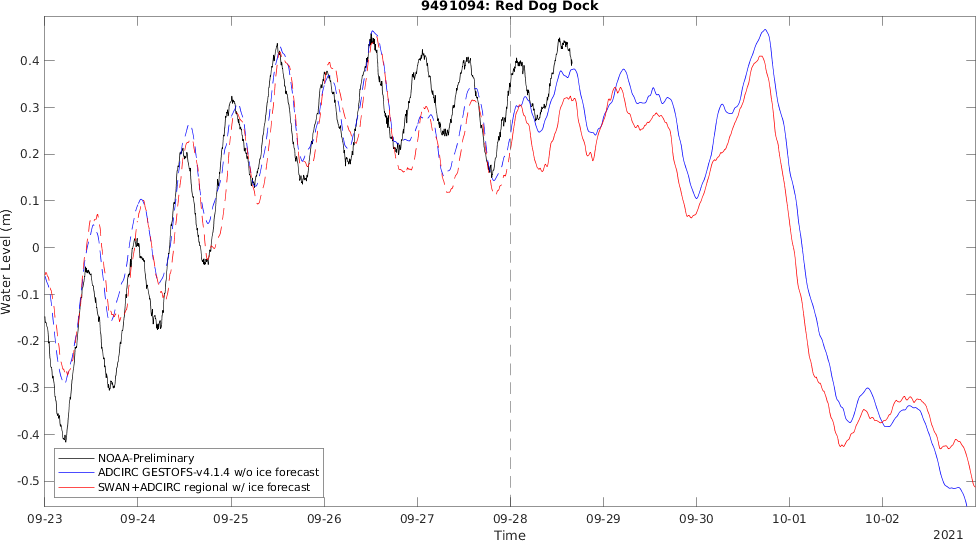 9491094: Red Dog Dock
Water Level (m)
0.4
0.3
0.2
0.1
0
-0.1
-0.2
-0.3
-0.4
-0.5
NOAA-Preliminary
ADCIRC GESTOFS-v4.1.4 w/o ice forecast
SWAN+ADCIRC regional w/ ice forecast
09-23 09-24 09-25 09-26 09-27 09-28 09-29 09-30 10-01 10-02
Time
2021